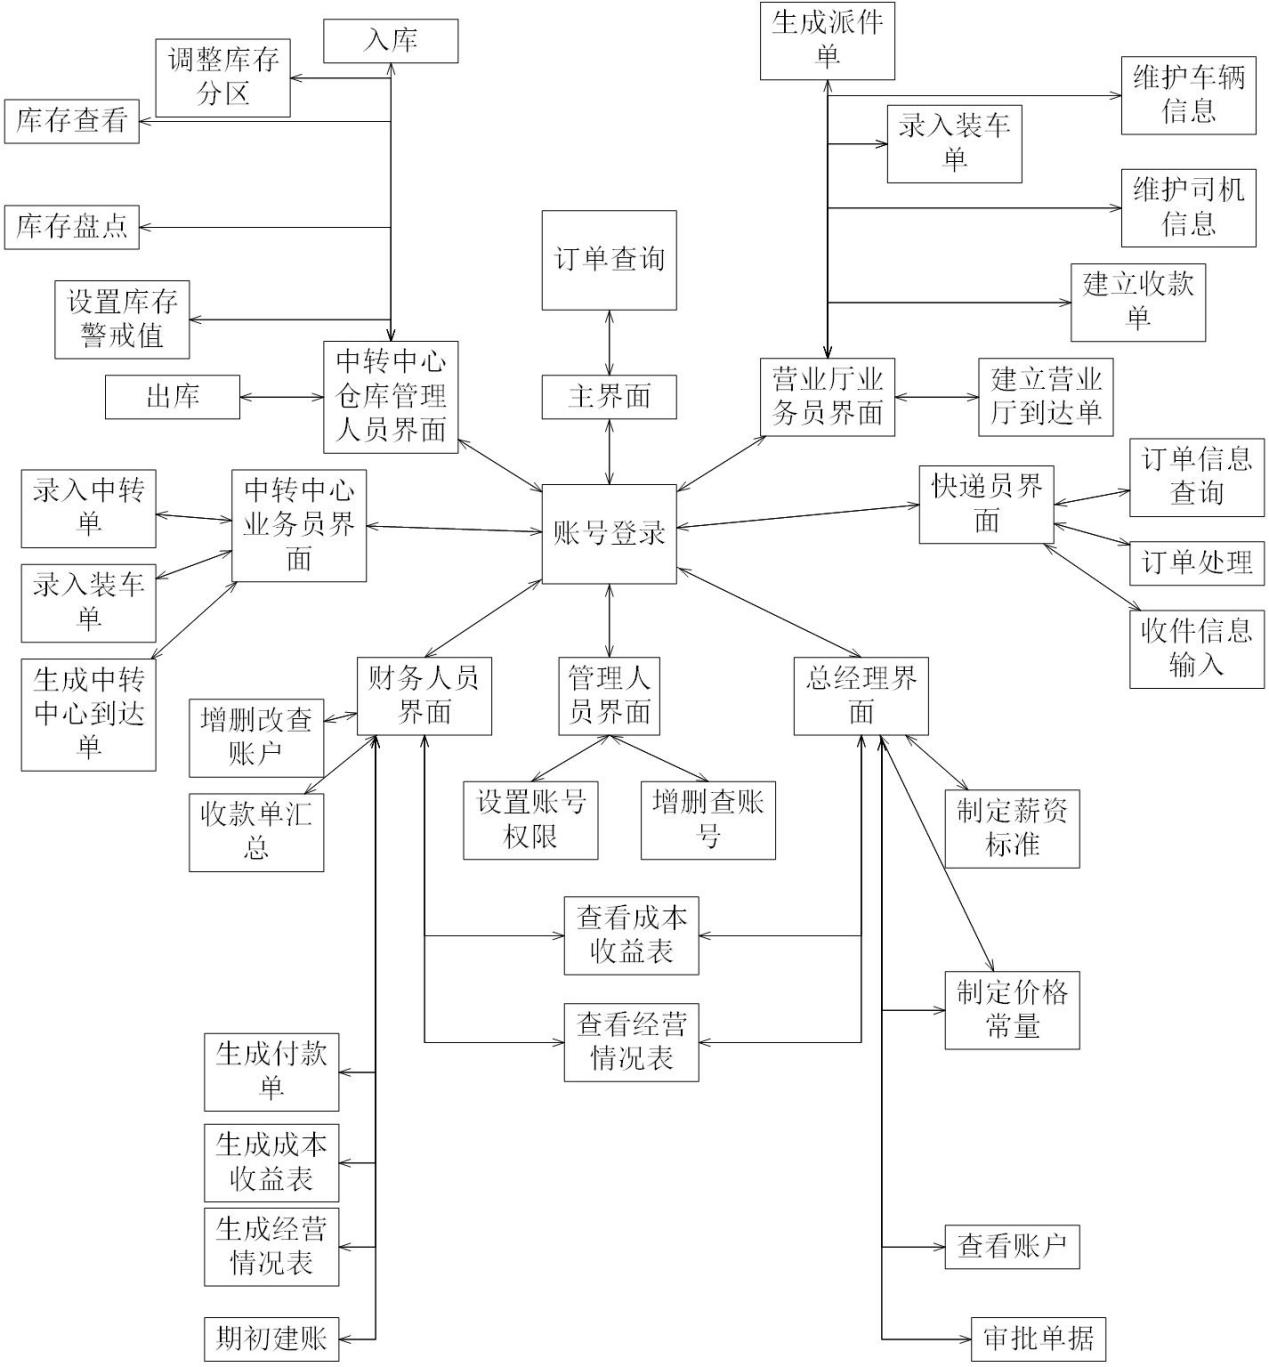 入库
生成派件
单
调整库存
分区
维护车辆
信息
库存查看
录入装车
单
维护司机
信息
库存盘点
订单查询
设置库存
警戒值
建立收款
单
中转中心
仓库管理
人员界面
出库
主界面
营业厅业
务员界面
建立营业
厅到达单
订单信息
查询
录入中转
单
中转中心
业务员界
面
账号登录
快递员界
面
订单处理
录入装车
单
收件信息
输入
生成中转
中心到达
单
财务人员
界面
管理人
员界面
总经理界
面
增删改查
账户
收款单汇
总
设置账号
权限
增删查账
号
制定薪资
标准
查看成本
收益表
制定价格
常量
查看经营
情况表
生成付款
单
生成成本
收益表
生成经营
情况表
查看账户
期初建账
审批单据